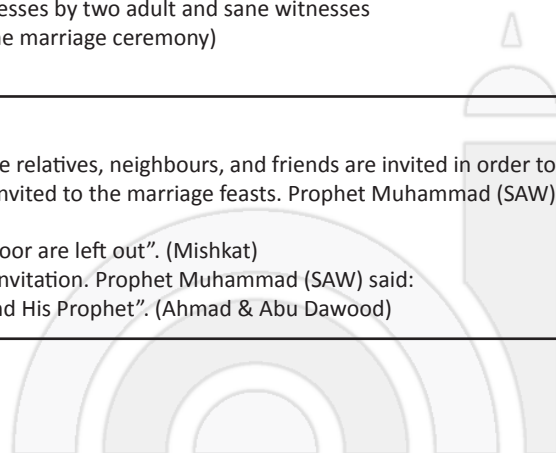 esses by two adult and sane witnesses
ne marriage ceremony)
e relatives, neighbours, and friends are invited in order to
nvited to the marriage feasts. Prophet Muhammad (SAW)
oor are left out”. (Mishkat)
nvitation. Prophet Muhammad (SAW) said:
nd His Prophet”. (Ahmad & Abu Dawood)